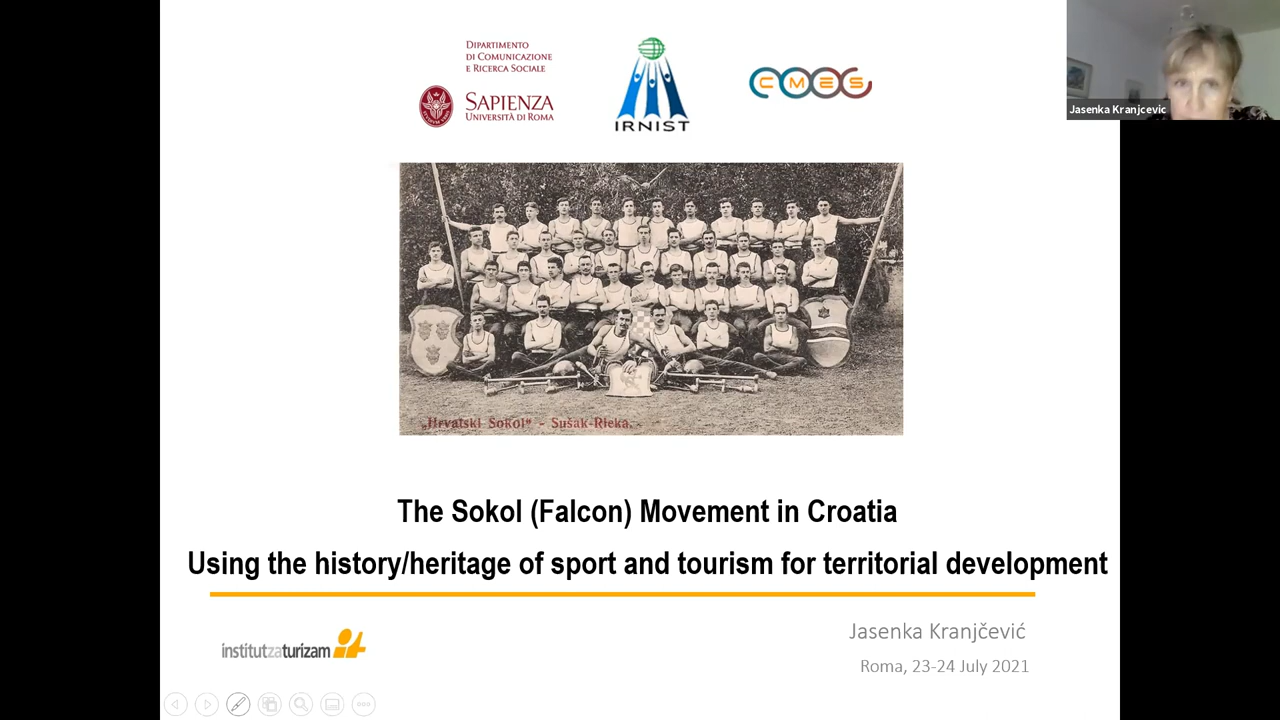 DIPARTIMENTO
DI COMUNICAZIONE
E RICERCA SOCIALE
SAPIENZA
UNIVERSITÀ DI ROMA
IRNIST
CMES
Jasenka Kranjcevic
„Hrvatski Sokol“ - Sušak-Rieka.
The Sokol (Falcon) Movement in Croatia
Using the history/heritage of sport and tourism for territorial development
institutzaturizam
Jasenka Kranjčević
Roma, 23-24 July 2021